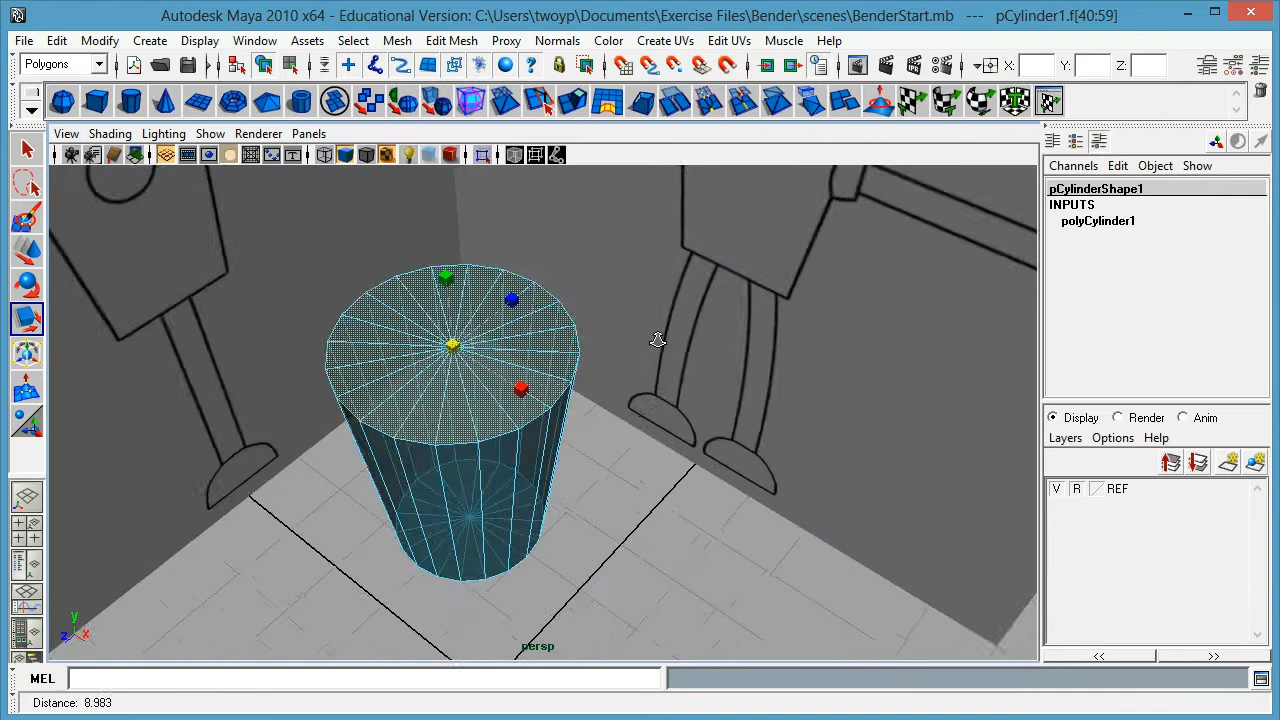 Autodesk Maya 2010 x64 - Educational Version: C:\Users\twoyp\Documents\Exercise Files\Bender\scenes\BenderStart.mb --- pCylinder1.f[40:59]
File Edit Modify Create Display Window Assets Select Mesh Edit Mesh Proxy Normals Color Create UVs Edit UVs Muscle Help
Polygons X: Y: Z:
View Shading Lighting Show Renderer Panels
Channels Edit Object Show
pCylinderShape1
INPUTS
polyCylinder1
Display Render Anim
Layers Options Help
V R REF
y
z x
persp
<< >>
MEL
Distance: 8.983